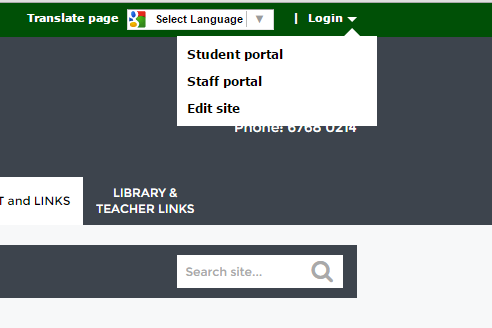 Translate page Select Language ▼ | Login
Student portal
Staff portal
Edit site
Phone: 6768 0214
T and LINKS
LIBRARY &
TEACHER LINKS
Search site...